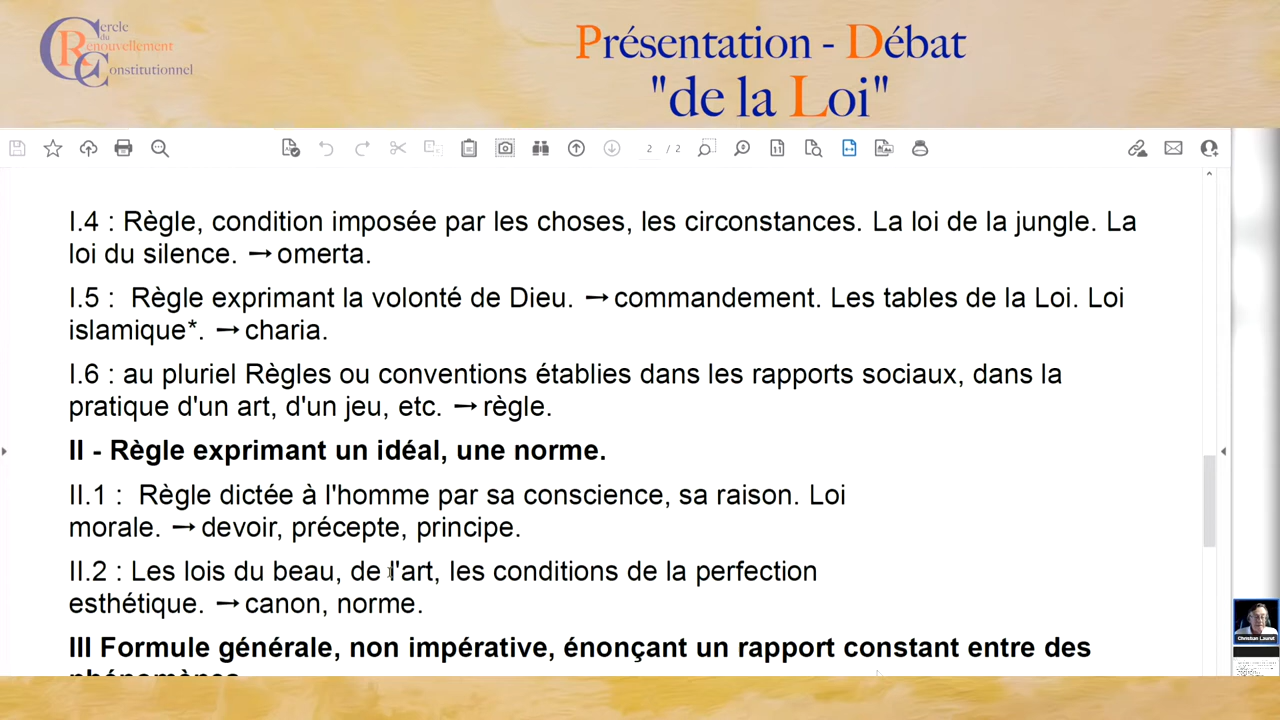 Cercle
du
Renouvellement
Constitutionnel
Présentation - Débat
"de la Loi"
2 / 2
I.4 : Règle, condition imposée par les choses, les circonstances. La loi de la jungle. La
loi du silence. → omerta.
I.5 :  Règle exprimant la volonté de Dieu. → commandement. Les tables de la Loi. Loi
islamique*. → charia.
I.6 : au pluriel Règles ou conventions établies dans les rapports sociaux, dans la
pratique d'un art, d'un jeu, etc. → règle.
II - Règle exprimant un idéal, une norme.
II.1 :  Règle dictée à l'homme par sa conscience, sa raison. Loi
morale. → devoir, précepte, principe.
II.2 : Les lois du beau, de l'art, les conditions de la perfection
esthétique. → canon, norme.
III Formule générale, non impérative, énonçant un rapport constant entre des
phénomènes
Christian Laurut